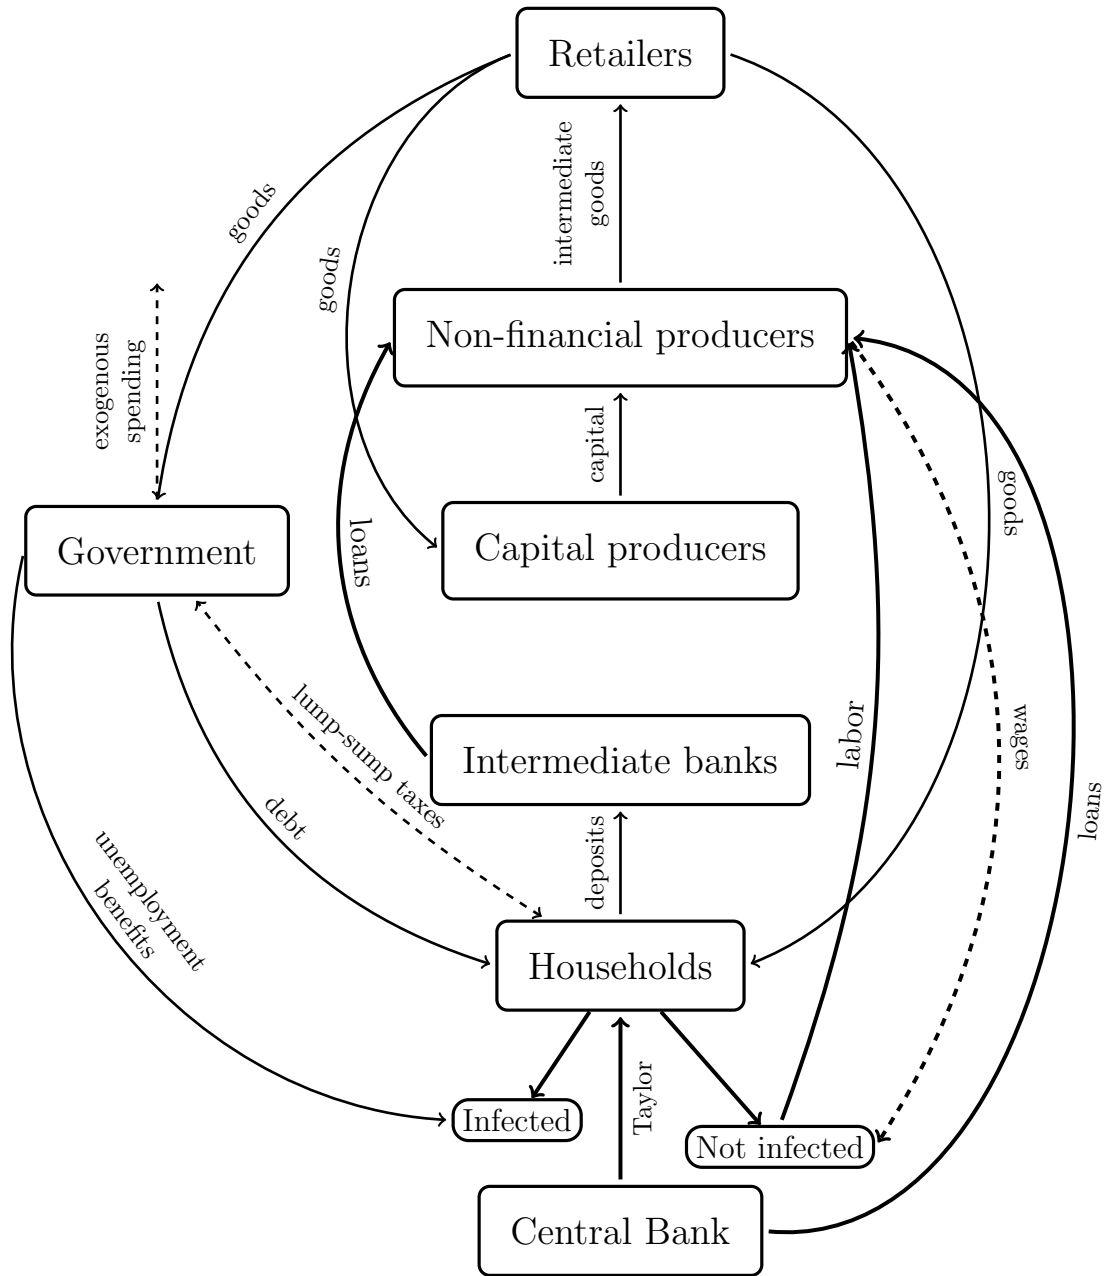 Retailers
intermediate
goods
goods
goods
Non-financial producers
exogenous
spending
capital
goods
loans
Government
Capital producers
lump-sump taxes
labor
wages
Intermediate banks
loans
debt
deposits
unemployment
benefits
Households
Taylor
Infected
Not infected
Central Bank